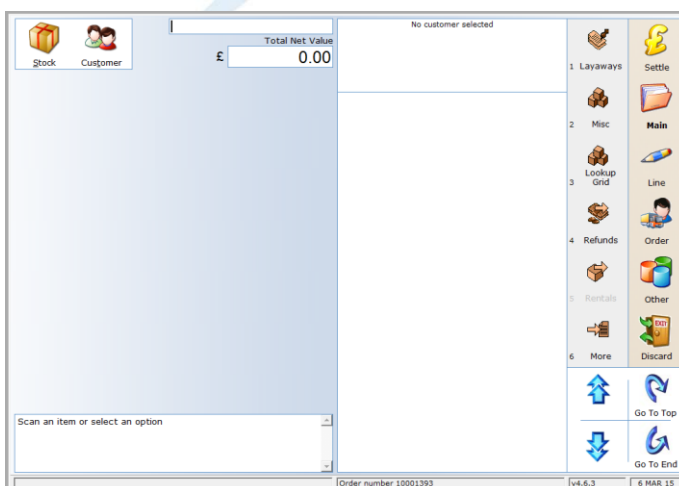 Stock
Customer
Total Net Value
£ 0.00
Scan an item or select an option
No customer selected
1 Layaways
2 Misc
3 Lookup
Grid
4 Refunds
5 Rentals
6 More
Settle
Main
Line
Order
Other
EXIT
Discard
Go To Top
Go To End
Order number 10001393
v4.6.3
6 MAR 15